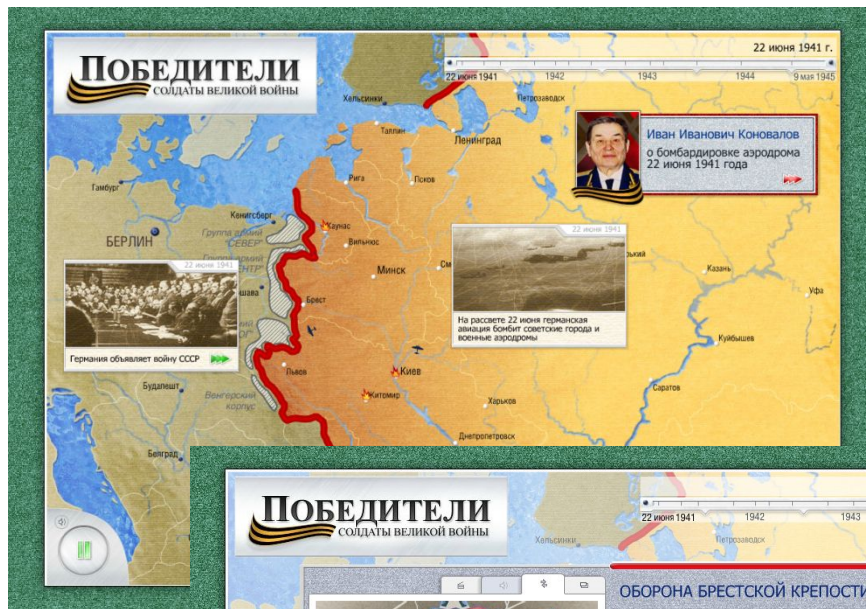 ПОБЕДИТЕЛИ
СОЛДАТЫ ВЕЛИКОЙ ВОЙНЫ
22 июня 1941 г.
22 июня 1941
1942
1943
1944
9 мая 1945
Хельсинки
Петрозаводск
Таллин
Ленинград
Иван Иванович Коновалов
о бомбардировке аэродрома
22 июня 1941 года
Рига
Псков
Гамбург
Кенигсберг
Каунас
Группа армий
"СЕВЕР"
БЕРЛИН
Вильнюс
22 июня 1941
22 июня 1941
Минск
Казань
Уфа
Брест
На рассвете 22 июня германская
авиация бомбит советские города и
военные аэродромы
Куйбышев
Германия объявляет войну СССР
Львов
Киев
Будапешт
Венгерский
корпус
Житомир
Саратов
Харьков
Днепропетровск
Белград
ПОБЕДИТЕЛИ
СОЛДАТЫ ВЕЛИКОЙ ВОЙНЫ
22 июня 1941
1942
1943
Хельсинки
Петрозаводск
ОБОРОНА БРЕСТСКОЙ КРЕПОСТИ